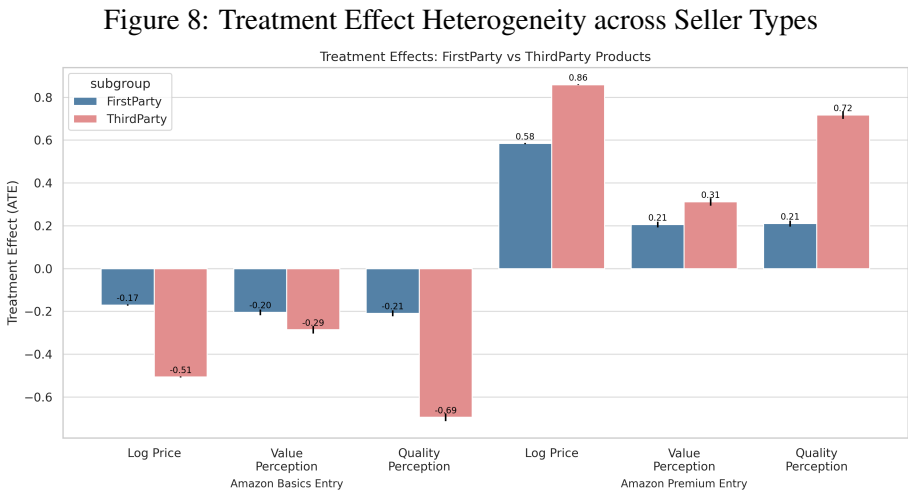 Figure 8: Treatment Effect Heterogeneity across Seller Types
Treatment Effects: FirstParty vs ThirdParty Products
subgroup
FirstParty
ThirdParty
Treatment Effect (ATE)
0.8
0.6
0.4
0.2
0.0
−0.2
−0.4
−0.6
-0.17
-0.51
-0.20
-0.29
-0.21
-0.69
0.58
0.86
0.21
0.31
0.21
0.72
Log Price
Value
Perception
Quality
Perception
Log Price
Value
Perception
Quality
Perception
Amazon Basics Entry
Amazon Premium Entry